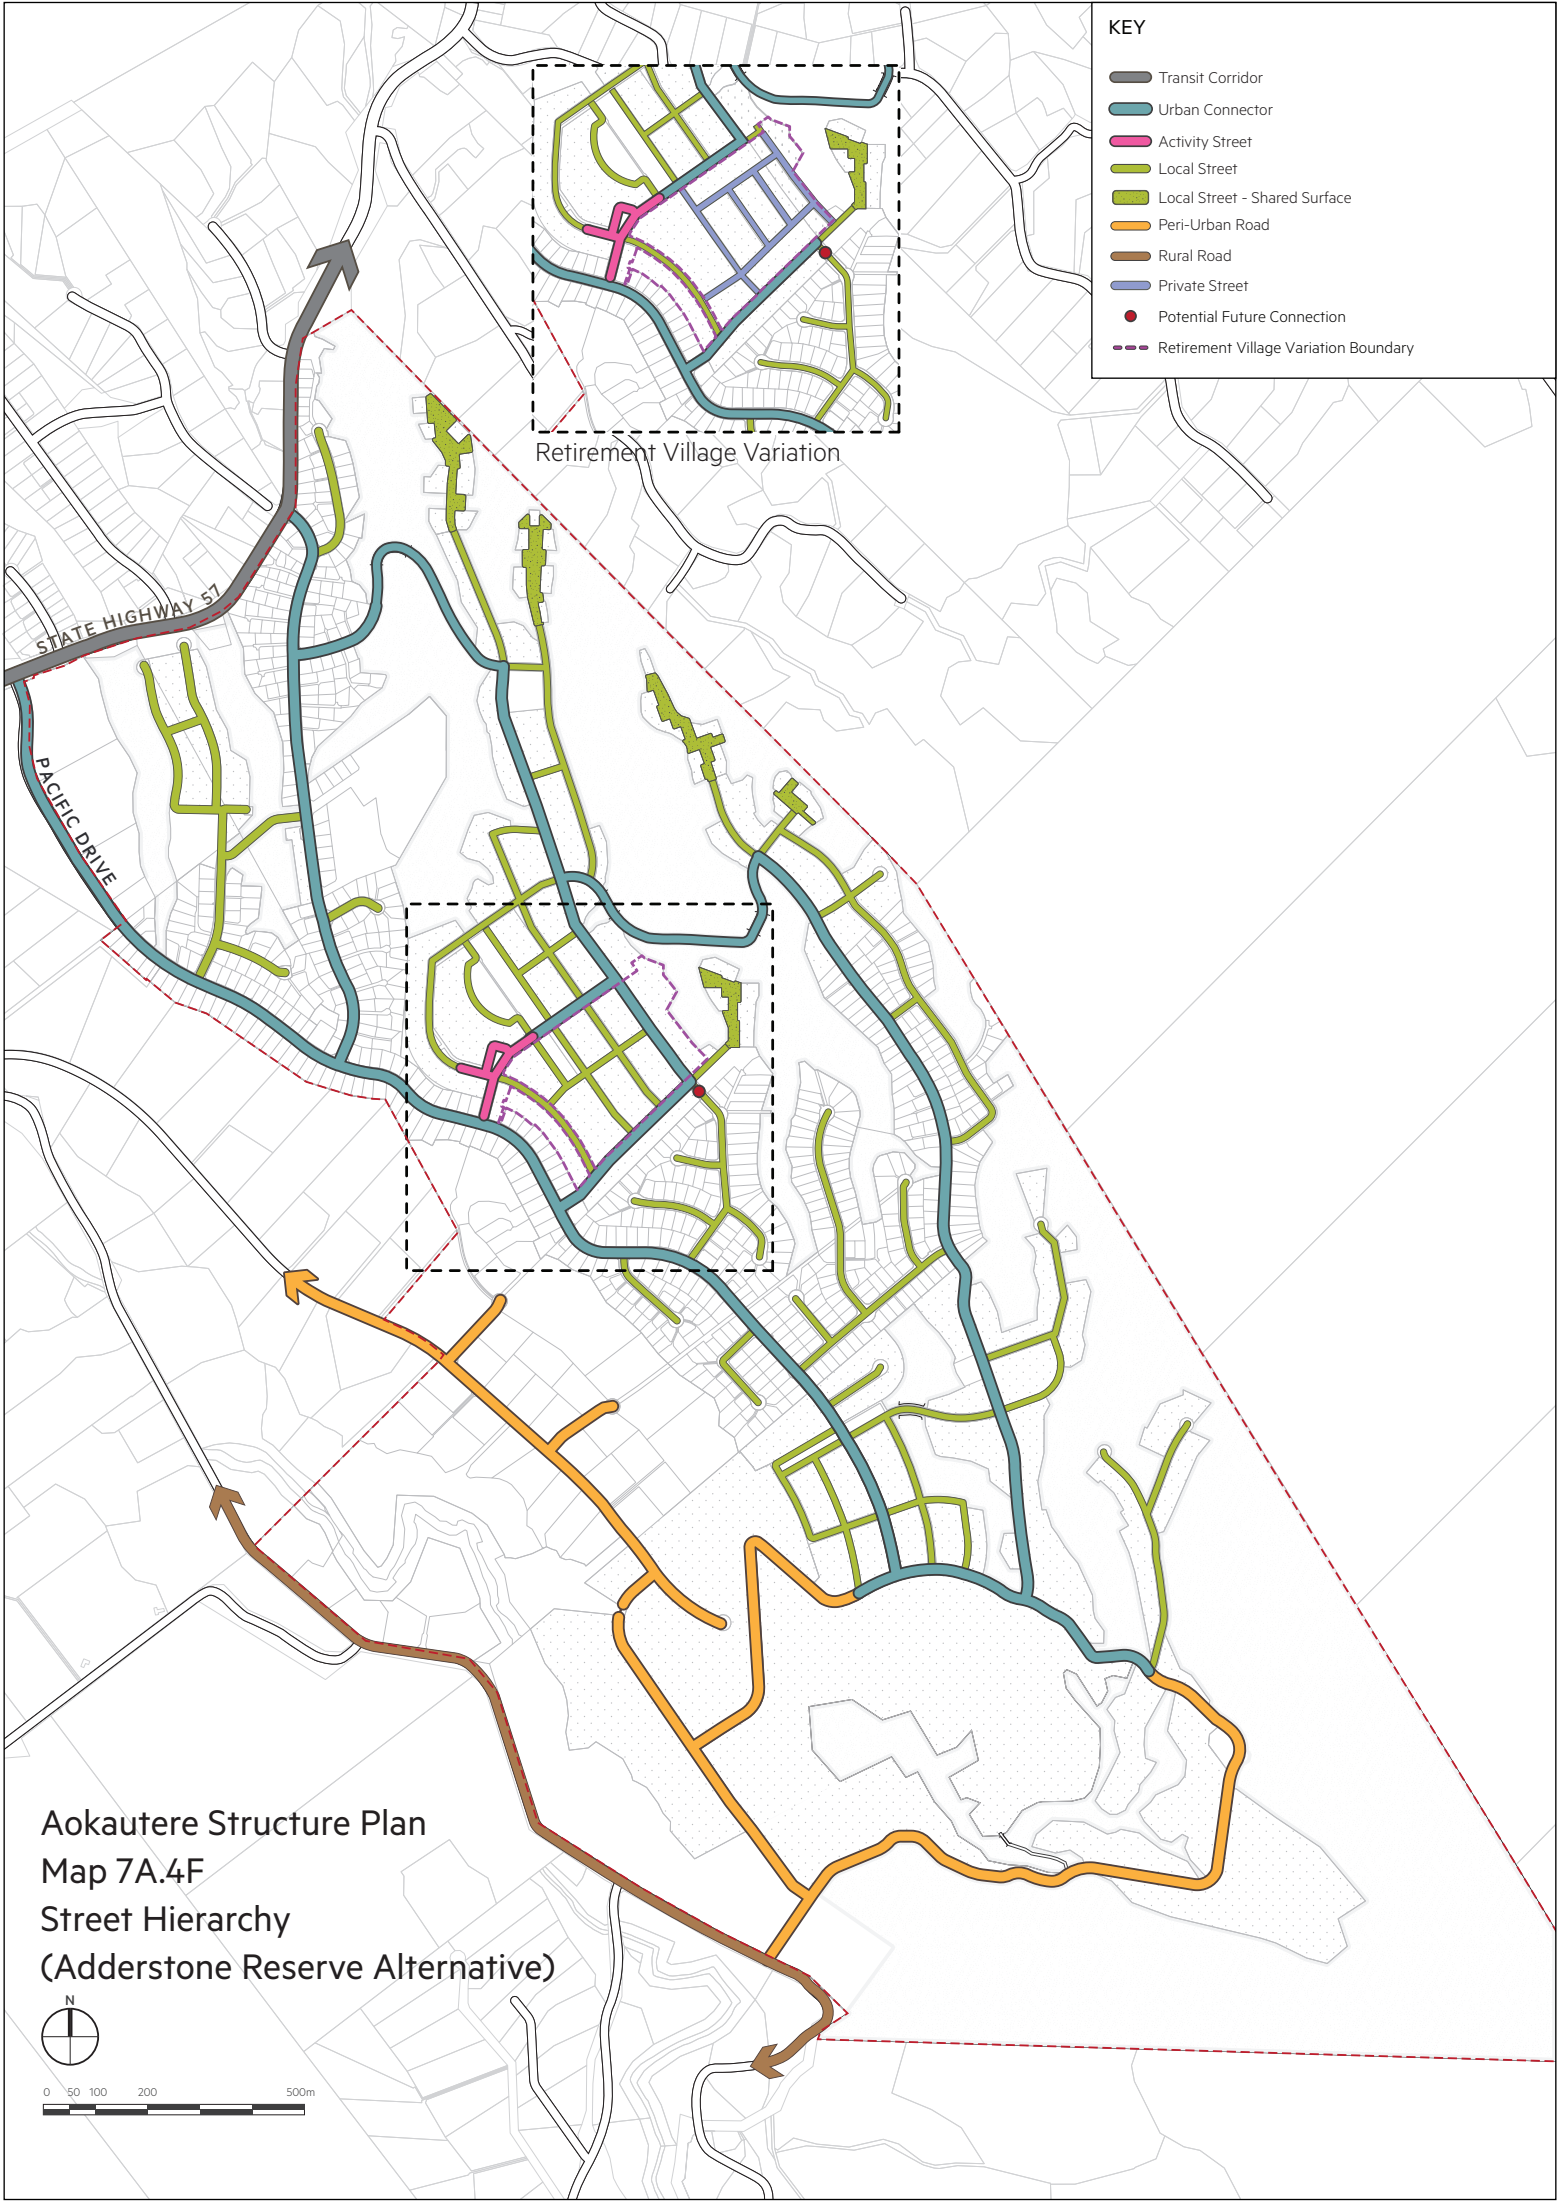 KEY
Transit Corridor
Urban Connector
Activity Street
Local Street
Local Street - Shared Surface
Peri-Urban Road
Rural Road
Private Street
Potential Future Connection
Retirement Village Variation Boundary
Retirement Village Variation
STATE HIGHWAY 57
PACIFIC DRIVE
Aokautere Structure Plan
Map 7A.4F
Street Hierarchy
(Adderstone Reserve Alternative)
N
0 50 100 200 500m